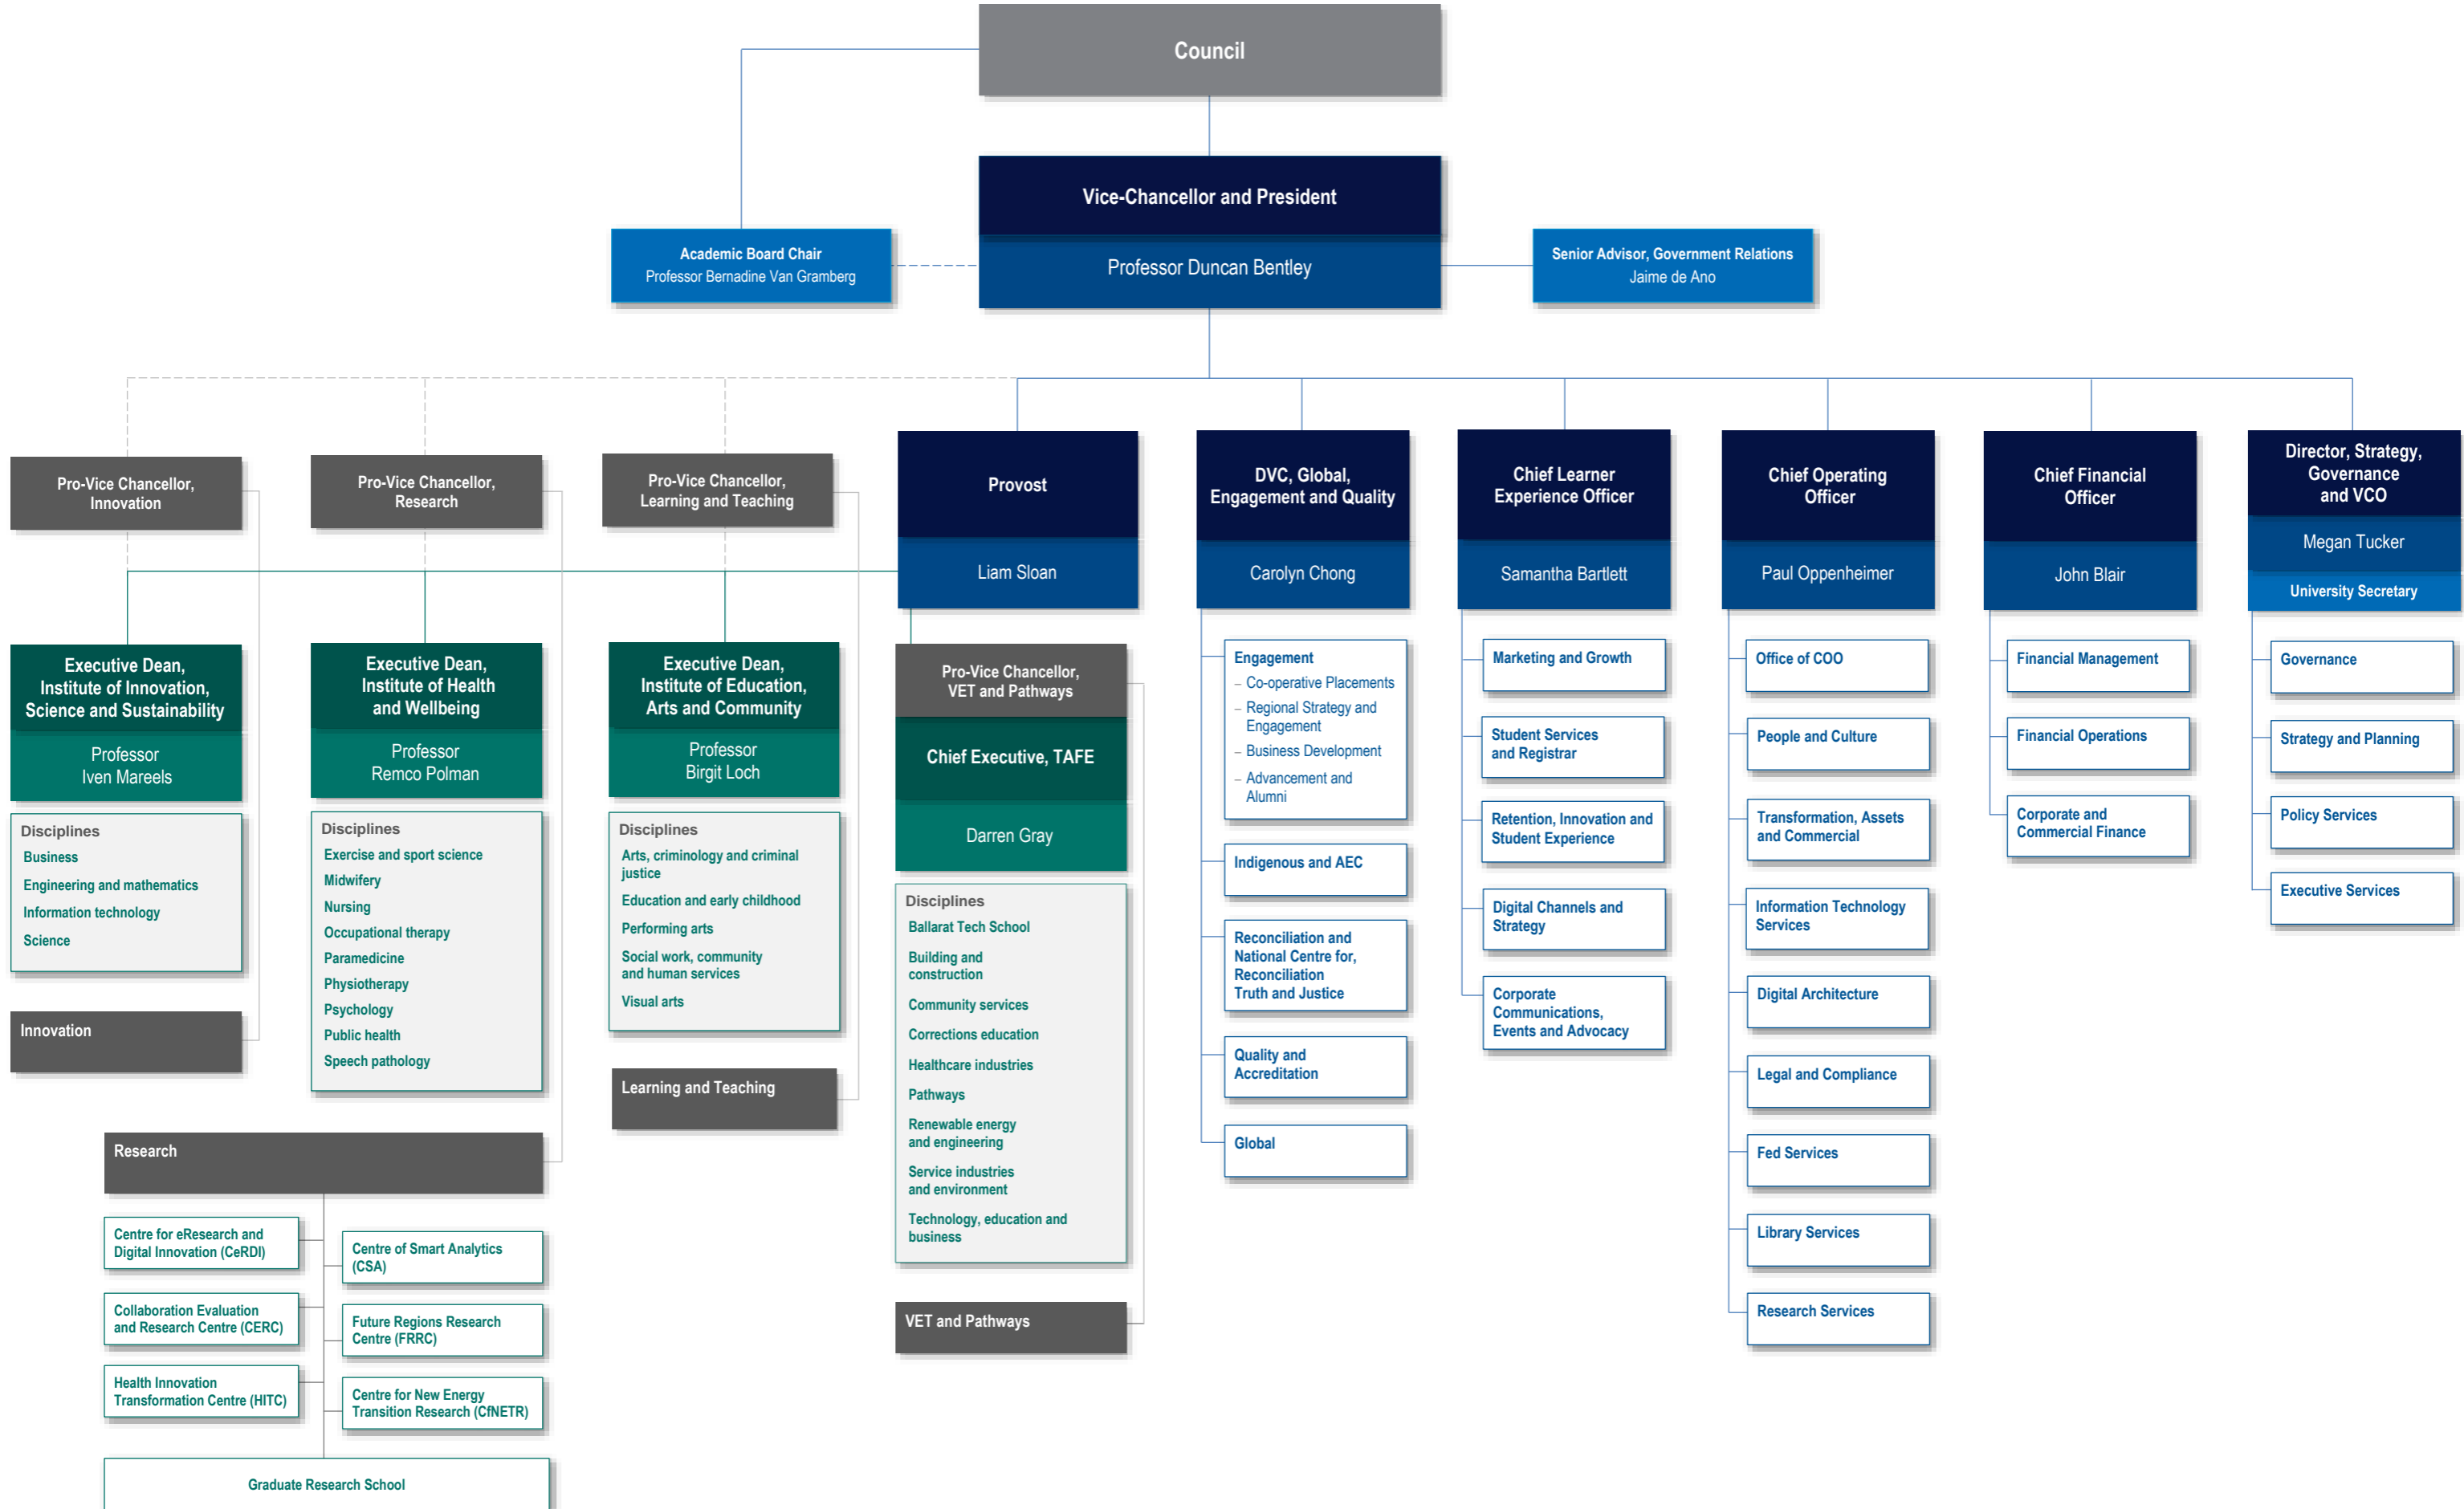 Council
Vice-Chancellor and President
Professor Duncan Bentley
Academic Board Chair
Professor Bernadine Van Gramberg
Senior Advisor, Government Relations
Jaime de Ano
Pro-Vice Chancellor,
Innovation
Pro-Vice Chancellor,
Research
Pro-Vice Chancellor,
Learning and Teaching
Provost
Liam Sloan
DVC, Global,
Engagement and Quality
Carolyn Chong
Chief Learner
Experience Officer
Samantha Bartlett
Chief Operating
Officer
Paul Oppenheimer
Chief Financial
Officer
John Blair
Director, Strategy,
Governance
and VCO
Megan Tucker
University Secretary
Executive Dean,
Institute of Innovation,
Science and Sustainability
Professor
Iven Mareels
Disciplines
Business
Engineering and mathematics
Information technology
Science
Innovation
Executive Dean,
Institute of Health
and Wellbeing
Professor
Remco Polman
Disciplines
Exercise and sport science
Midwifery
Nursing
Occupational therapy
Paramedicine
Physiotherapy
Psychology
Public health
Speech pathology
Research
Centre for eResearch and
Digital Innovation (CeRDI)
Centre of Smart Analytics
(CSA)
Collaboration Evaluation
and Research Centre (CERC)
Future Regions Research
Centre (FRRC)
Health Innovation
Transformation Centre (HITC)
Centre for New Energy
Transition Research (CfNETR)
Graduate Research School
Executive Dean,
Institute of Education,
Arts and Community
Professor
Birgit Loch
Disciplines
Arts, criminology and criminal
justice
Education and early childhood
Performing arts
Social work, community
and human services
Visual arts
Learning and Teaching
Pro-Vice Chancellor,
VET and Pathways
Chief Executive, TAFE
Darren Gray
Disciplines
Ballarat Tech School
Building and
construction
Community services
Corrections education
Healthcare industries
Pathways
Renewable energy
and engineering
Service industries
and environment
Technology, education and
business
VET and Pathways
Engagement
– Co-operative Placements
– Regional Strategy and
Engagement
– Business Development
– Advancement and
Alumni
Indigenous and AEC
Reconciliation and
National Centre for,
Reconciliation
Truth and Justice
Quality and
Accreditation
Global
Marketing and Growth
Student Services
and Registrar
Retention, Innovation and
Student Experience
Digital Channels and
Strategy
Corporate
Communications,
Events and Advocacy
Office of COO
People and Culture
Transformation, Assets
and Commercial
Information Technology
Services
Digital Architecture
Legal and Compliance
Fed Services
Library Services
Research Services
Financial Management
Financial Operations
Corporate and
Commercial Finance
Governance
Strategy and Planning
Policy Services
Executive Services